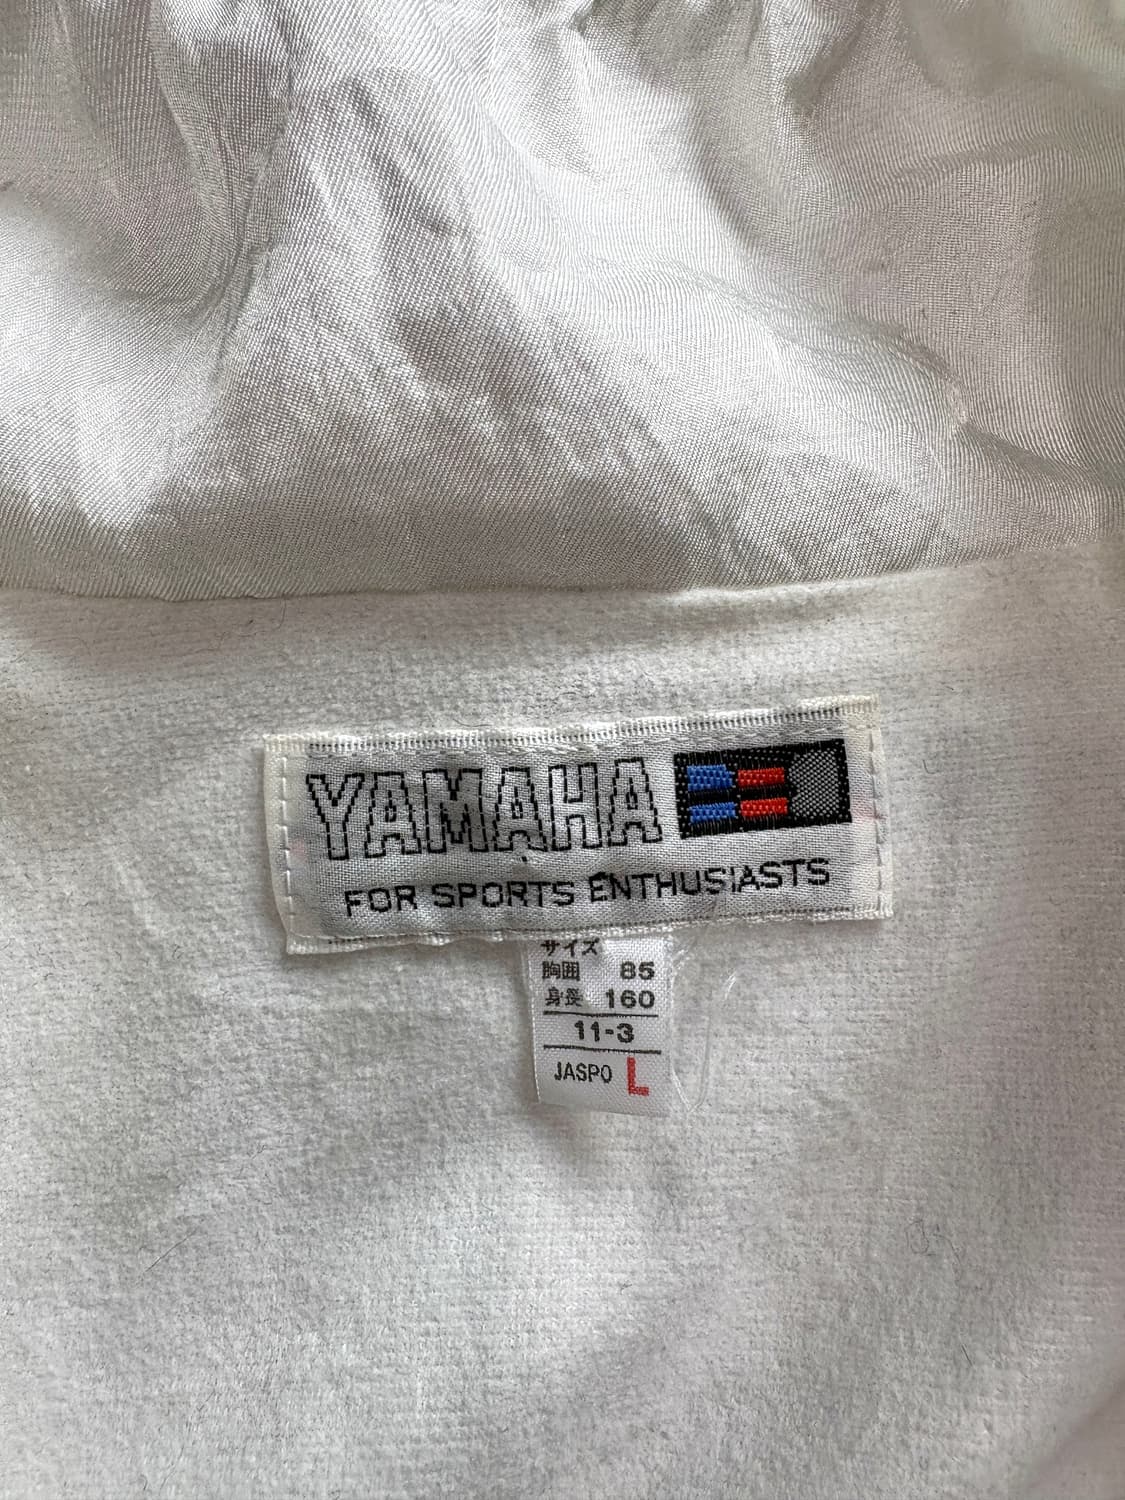 YAMAHA
FOR SPORTS ENTHUSIASTS
サイズ
胸囲 85
身長 160
11-3
JASPO L